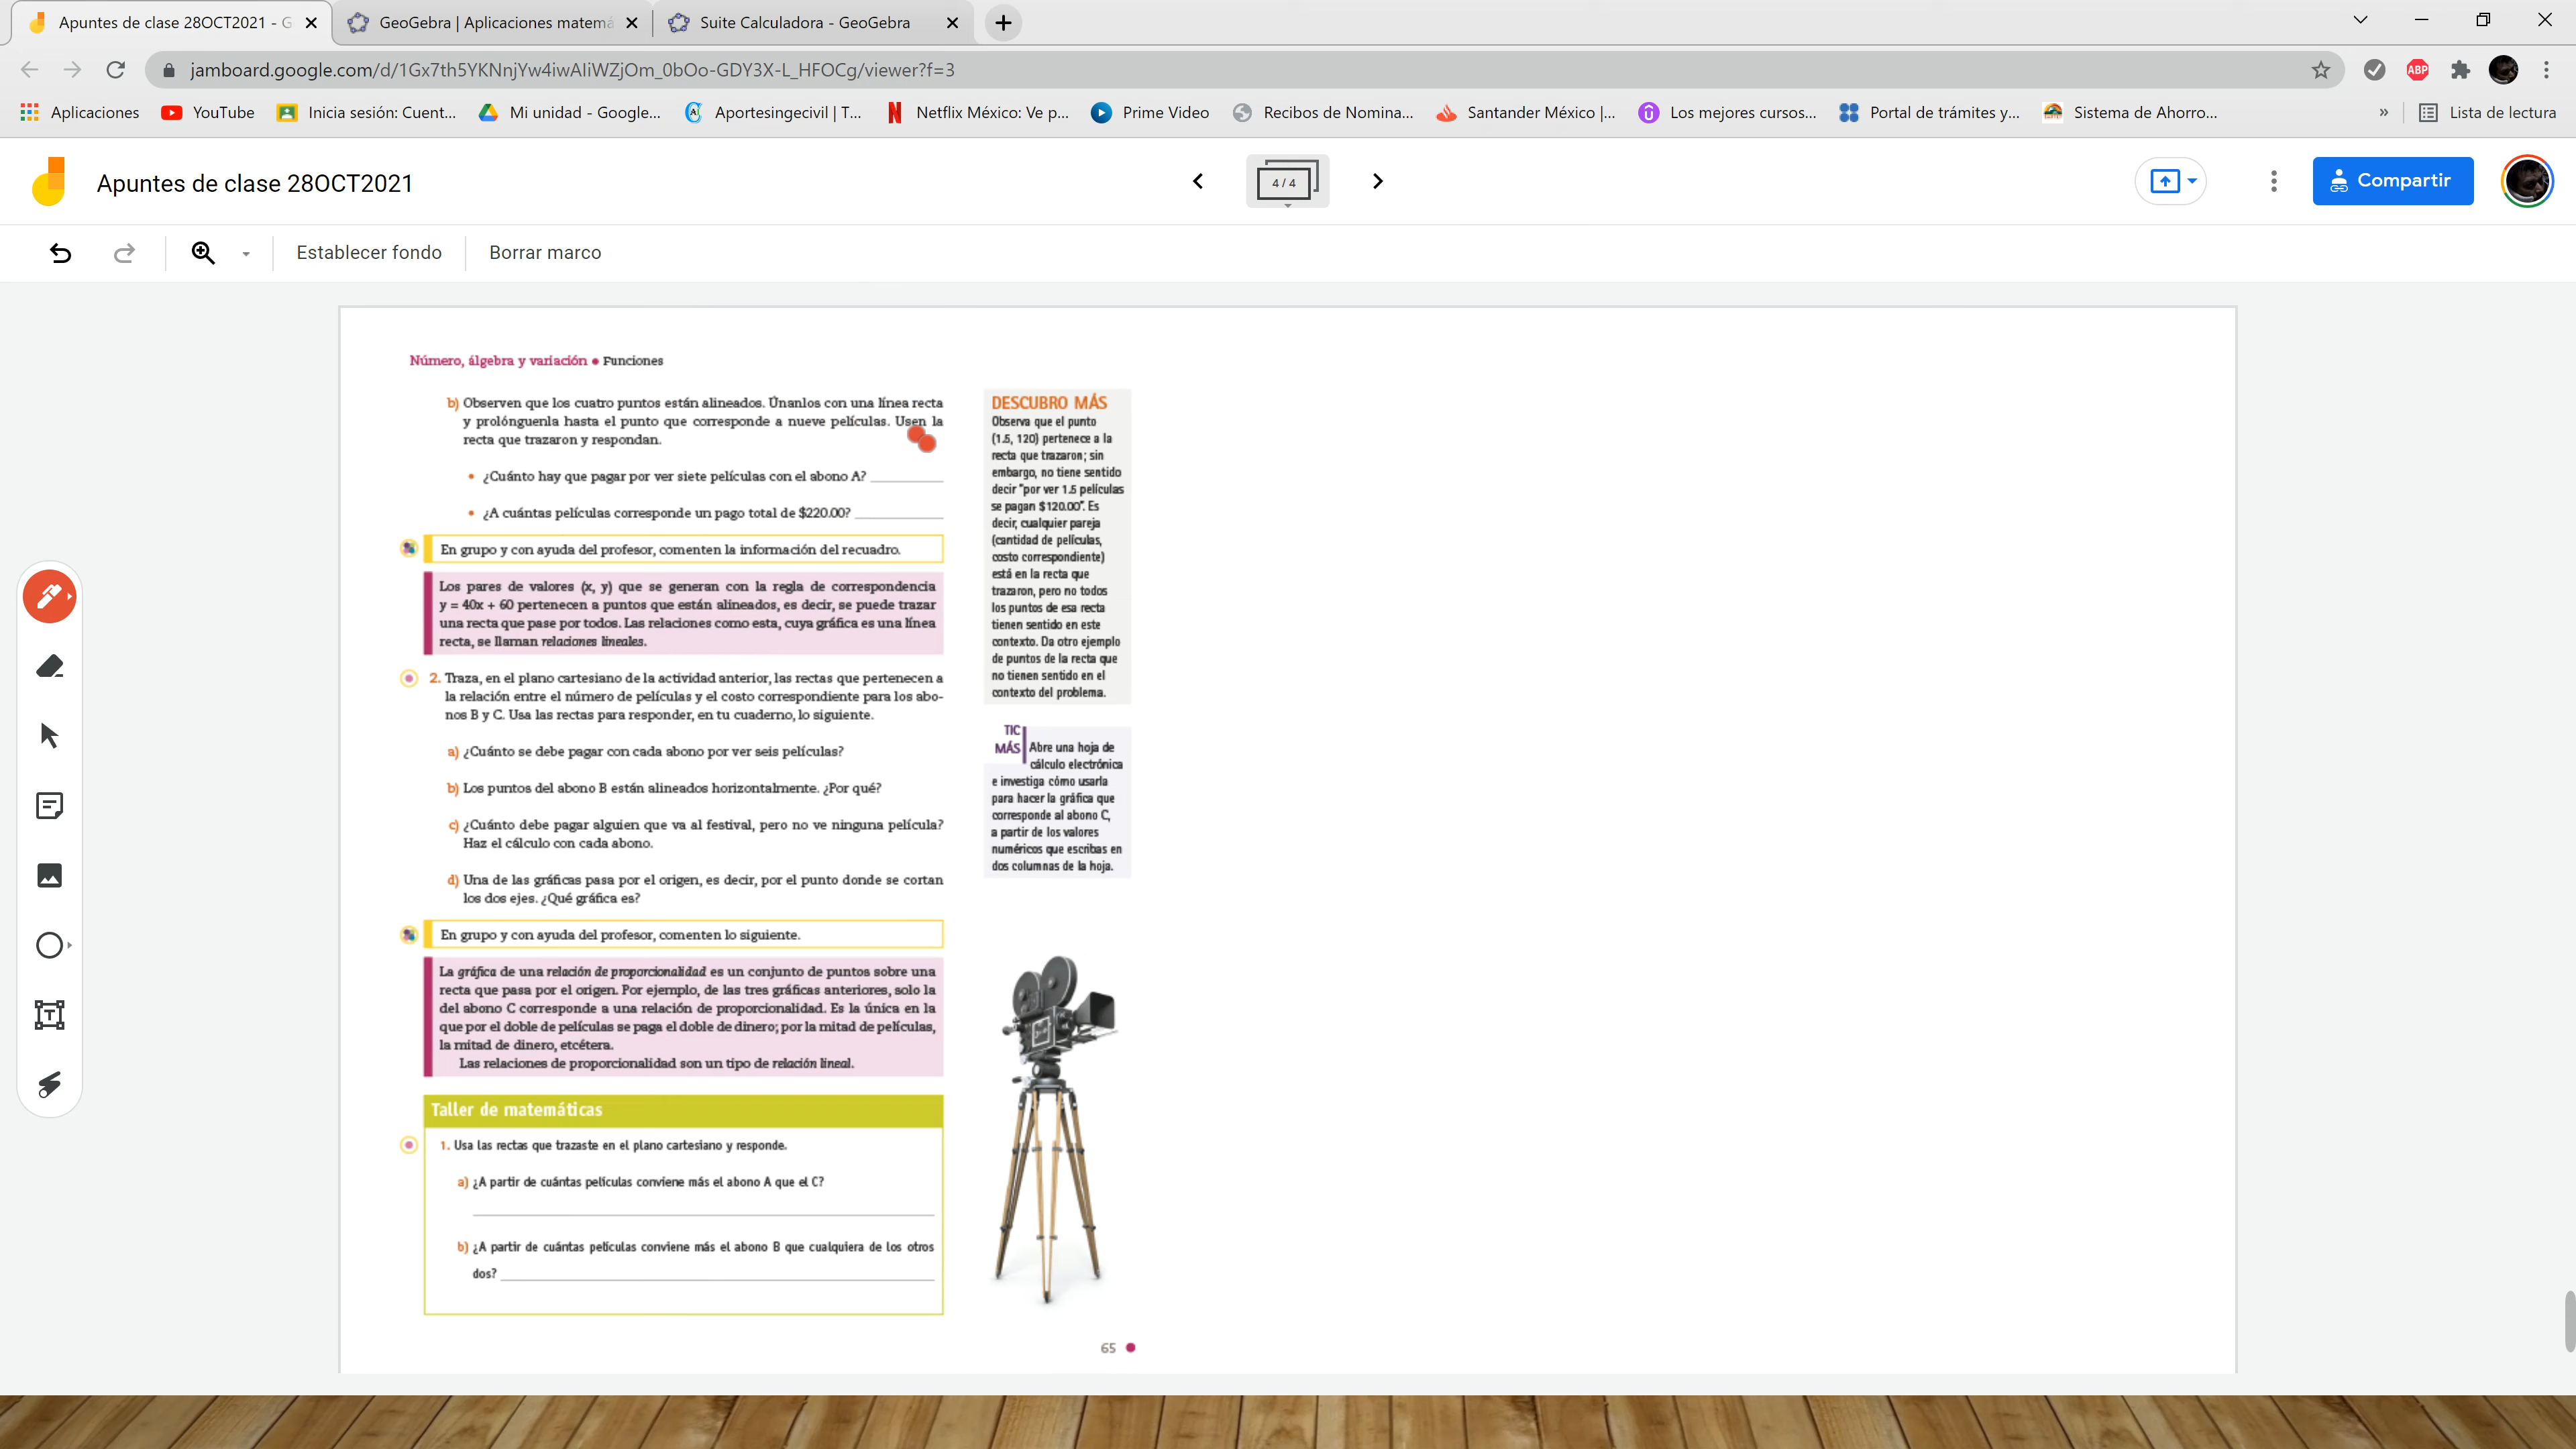 Apuntes de clase 28OCT2021 - G
GeoGebra | Aplicaciones matemá
Suite Calculadora - GeoGebra
jamboard.google.com/d/1Gx7th5YKNnjYw4iwAIiWZjOm_0bOo-GDY3X-L_HFOCg/viewer?f=3
ABP
Aplicaciones
YouTube
Inicia sesión: Cuent...
Mi unidad - Google...
Aportesingecivil | T...
Netflix México: Ve p...
Prime Video
Recibos de Nomina...
Santander México |...
Los mejores cursos...
Portal de trámites y...
Sistema de Ahorro...
»
Lista de lectura
Apuntes de clase 28OCT2021
4 / 4
Compartir
Establecer fondo
Borrar marco
Número, álgebra y variación • Funciones
b) Observen que los cuatro puntos están alineados. Únanlos con una línea recta
y prolónguenla hasta el punto que corresponde a nueve películas. Usen la
recta que trazaron y respondan.
• ¿Cuánto hay que pagar por ver siete películas con el abono A? ________
• ¿A cuántas películas corresponde un pago total de $220.00? ________
En grupo y con ayuda del profesor, comenten la información del recuadro.
Los pares de valores (x, y) que se generan con la regla de correspondencia
y = 40x + 60 pertenecen a puntos que están alineados, es decir, se puede trazar
una recta que pase por todos. Las relaciones como esta, cuya gráfica es una línea
recta, se llaman relaciones lineales.
2. Traza, en el plano cartesiano de la actividad anterior, las rectas que pertenecen a
la relación entre el número de películas y el costo correspondiente para los abo-
nos B y C. Usa las rectas para responder, en tu cuaderno, lo siguiente.
a) ¿Cuánto se debe pagar con cada abono por ver seis películas?
b) Los puntos del abono B están alineados horizontalmente. ¿Por qué?
c) ¿Cuánto debe pagar alguien que va al festival, pero no ve ninguna película?
Haz el cálculo con cada abono.
d) Una de las gráficas pasa por el origen, es decir, por el punto donde se cortan
los dos ejes. ¿Qué gráfica es?
En grupo y con ayuda del profesor, comenten lo siguiente.
La gráfica de una relación de proporcionalidad es un conjunto de puntos sobre una
recta que pasa por el origen. Por ejemplo, de las tres gráficas anteriores, solo la
del abono C corresponde a una relación de proporcionalidad. Es la única en la
que por el doble de películas se paga el doble de dinero; por la mitad de películas,
la mitad de dinero, etcétera.
Las relaciones de proporcionalidad son un tipo de relación lineal.
Taller de matemáticas
1. Usa las rectas que trazaste en el plano cartesiano y responde.
a) ¿A partir de cuántas películas conviene más el abono A que el C?
b) ¿A partir de cuántas películas conviene más el abono B que cualquiera de los otros
dos? ________
DESCUBRO MÁS
Observa que el punto
(1.5, 120) pertenece a la
recta que trazaron; sin
embargo, no tiene sentido
decir "por ver 1.5 películas
se pagan $120.00". Es
decir, cualquier pareja
(cantidad de películas,
costo correspondiente)
está en la recta que
trazaron, pero no todos
los puntos de esa recta
tienen sentido en este
contexto. Da otro ejemplo
de puntos de la recta que
no tienen sentido en el
contexto del problema.
TIC
MÁS Abre una hoja de
cálculo electrónica
e investiga cómo usarla
para hacer la gráfica que
corresponde al abono C,
a partir de los valores
numéricos que escribas en
dos columnas de la hoja.
65